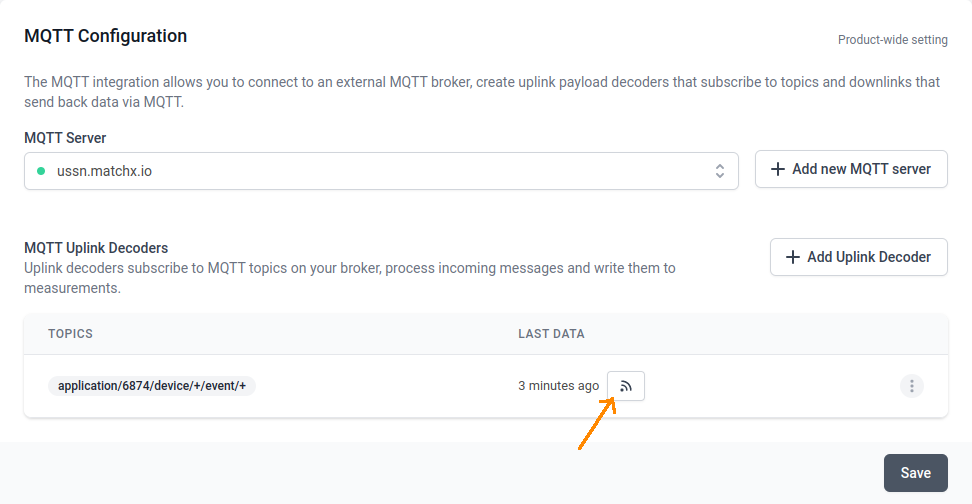 MQTT Configuration
Product-wide setting
The MQTT integration allows you to connect to an external MQTT broker, create uplink payload decoders that subscribe to topics and downlinks that
send back data via MQTT.
MQTT Server
ussn.matchx.io
Add new MQTT server
MQTT Uplink Decoders
Uplink decoders subscribe to MQTT topics on your broker, process incoming messages and write them to
measurements.
Add Uplink Decoder
TOPICS
LAST DATA
application/6874/device/+/event/+
3 minutes ago
Save